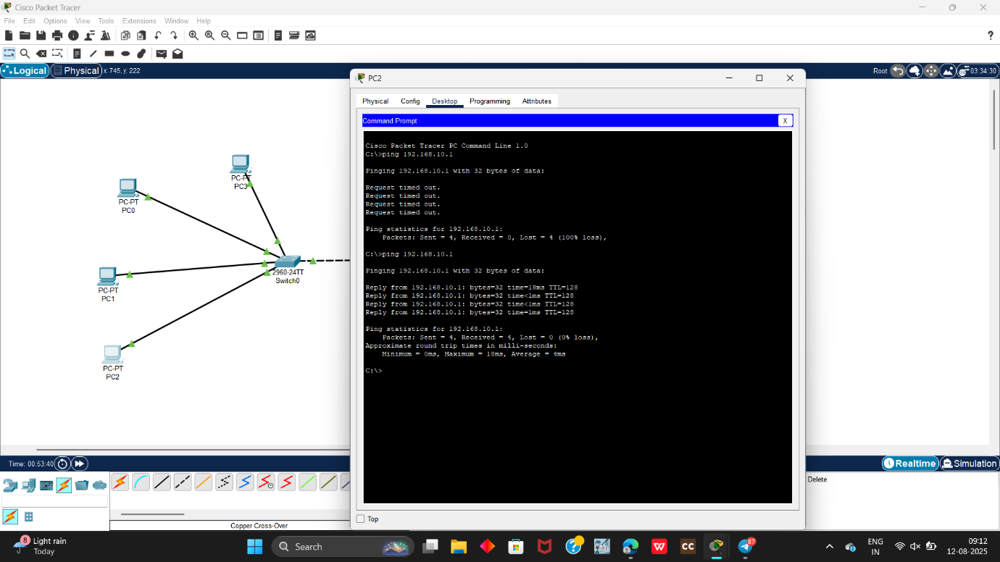 Cisco Packet Tracer
File Edit Options View Tools Extensions Window Help
?
Logical Physical x: 745, y: 222
Root 03:34:30
PC-PT
PC3
PC-PT
PC0
2960-24TT
Switch0
PC-PT
PC1
PC-PT
PC2
PC2
Physical Config Desktop Programming Attributes
Command Prompt X
Cisco Packet Tracer PC Command Line 1.0
C:\>ping 192.168.10.1
Pinging 192.168.10.1 with 32 bytes of data:
Request timed out.
Request timed out.
Request timed out.
Request timed out.
Ping statistics for 192.168.10.1:
Packets: Sent = 4, Received = 0, Lost = 4 (100% loss),
C:\>ping 192.168.10.1
Pinging 192.168.10.1 with 32 bytes of data:
Reply from 192.168.10.1: bytes=32 time=18ms TTL=128
Reply from 192.168.10.1: bytes=32 time<1ms TTL=128
Reply from 192.168.10.1: bytes=32 time<1ms TTL=128
Reply from 192.168.10.1: bytes=32 time=1ms TTL=128
Ping statistics for 192.168.10.1:
Packets: Sent = 4, Received = 4, Lost = 0 (0% loss),
Approximate round trip times in milli-seconds:
Minimum = 0ms, Maximum = 18ms, Average = 4ms
C:\>
Top
Time: 00:53:40
Realtime Simulation
Delete
Copper Cross-Over
8 Light rain
Today
Search
W
CC
87
ENG
IN
09:12
12-08-2025